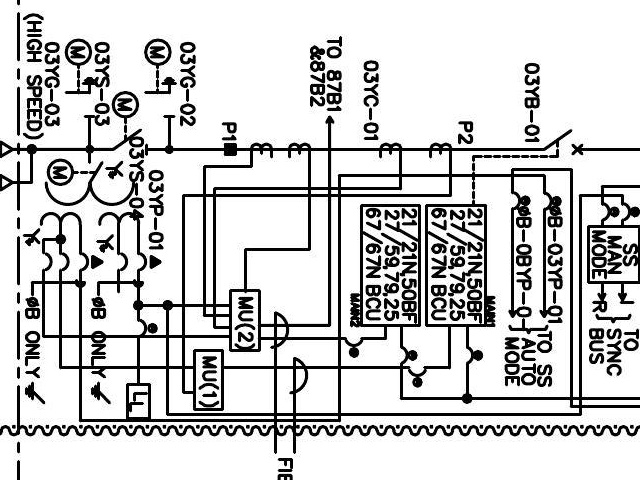 03YG-03
(HIGH SPEED)
M
03YS-03
M
M
03YG-02
M
03YS-04
03YP-01
P1
TO 87B1
&87B2
03YC-01
P2
03YB-01
21/21N,50BF
27/59,79,25
67/67N BCU
MAIN2
21/21N,50BF
27/59,79,25
67/67N BCU
MAIN1
ØB-03YP-01
ØB-0BYP-0
TO SS
AUTO
MODE
SS
MAN
MODE
R
TO
SYNC
BUS
MU(2)
MU(1)
LL
ØB ONLY
ØB ONLY
FIB